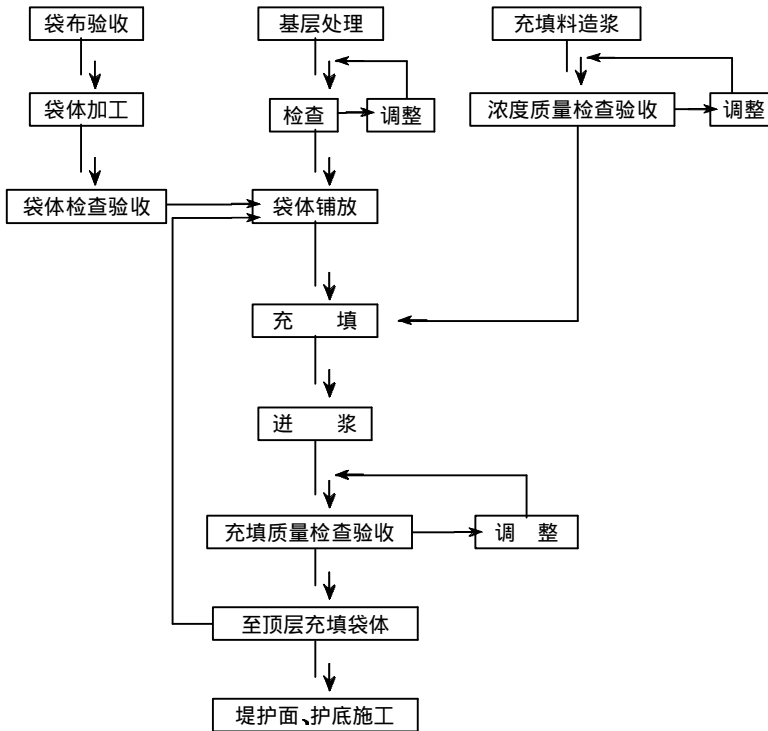 袋布验收
基层处理
充填料造浆
袋体加工
检查
调整
浓度质量检查验收
调整
袋体检查验收
袋体铺放
充 填
迸 浆
充填质量检查验收
调 整
至顶层充填袋体
堤护面、护底施工